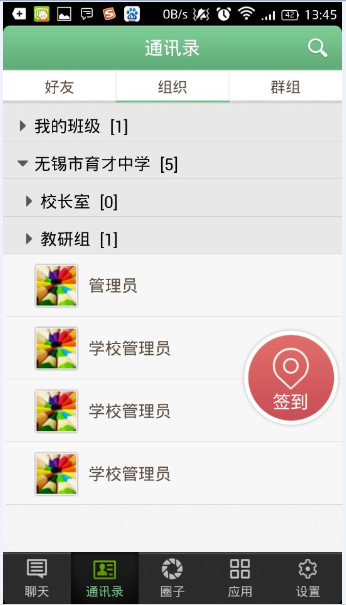 0B/s 42 13:45
通讯录
好友 组织 群组
我的班级 [1]
无锡市育才中学 [5]
校长室 [0]
教研组 [1]
管理员
学校管理员
签到
学校管理员
学校管理员
聊天 通讯录 圈子 应用 设置